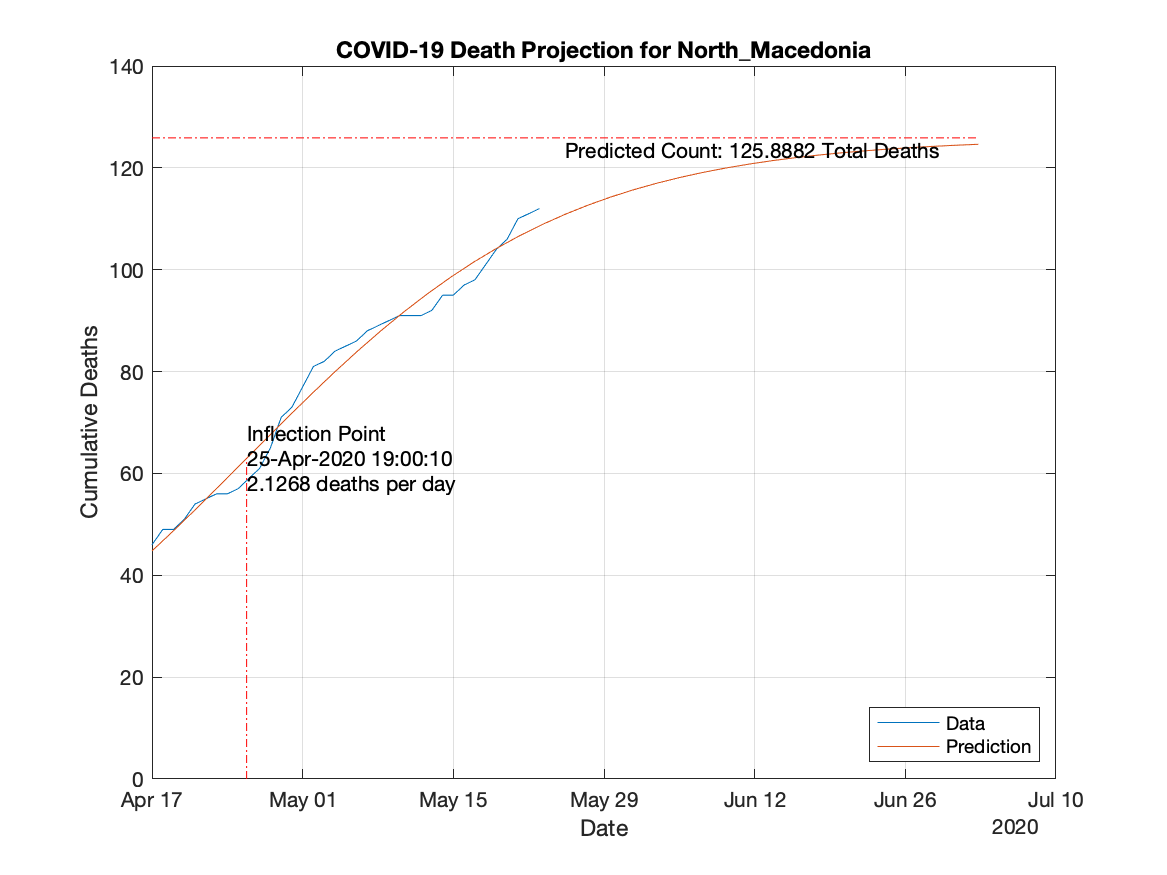 COVID-19 Death Projection for North_Macedonia
140
120
100
80
60
40
20
0
Cumulative Deaths
Predicted Count: 125.8882 Total Deaths
Inflection Point
25-Apr-2020 19:00:10
2.1268 deaths per day
Data
Prediction
Apr 17 May 01 May 15 May 29 Jun 12 Jun 26 Jul 10
Date
2020